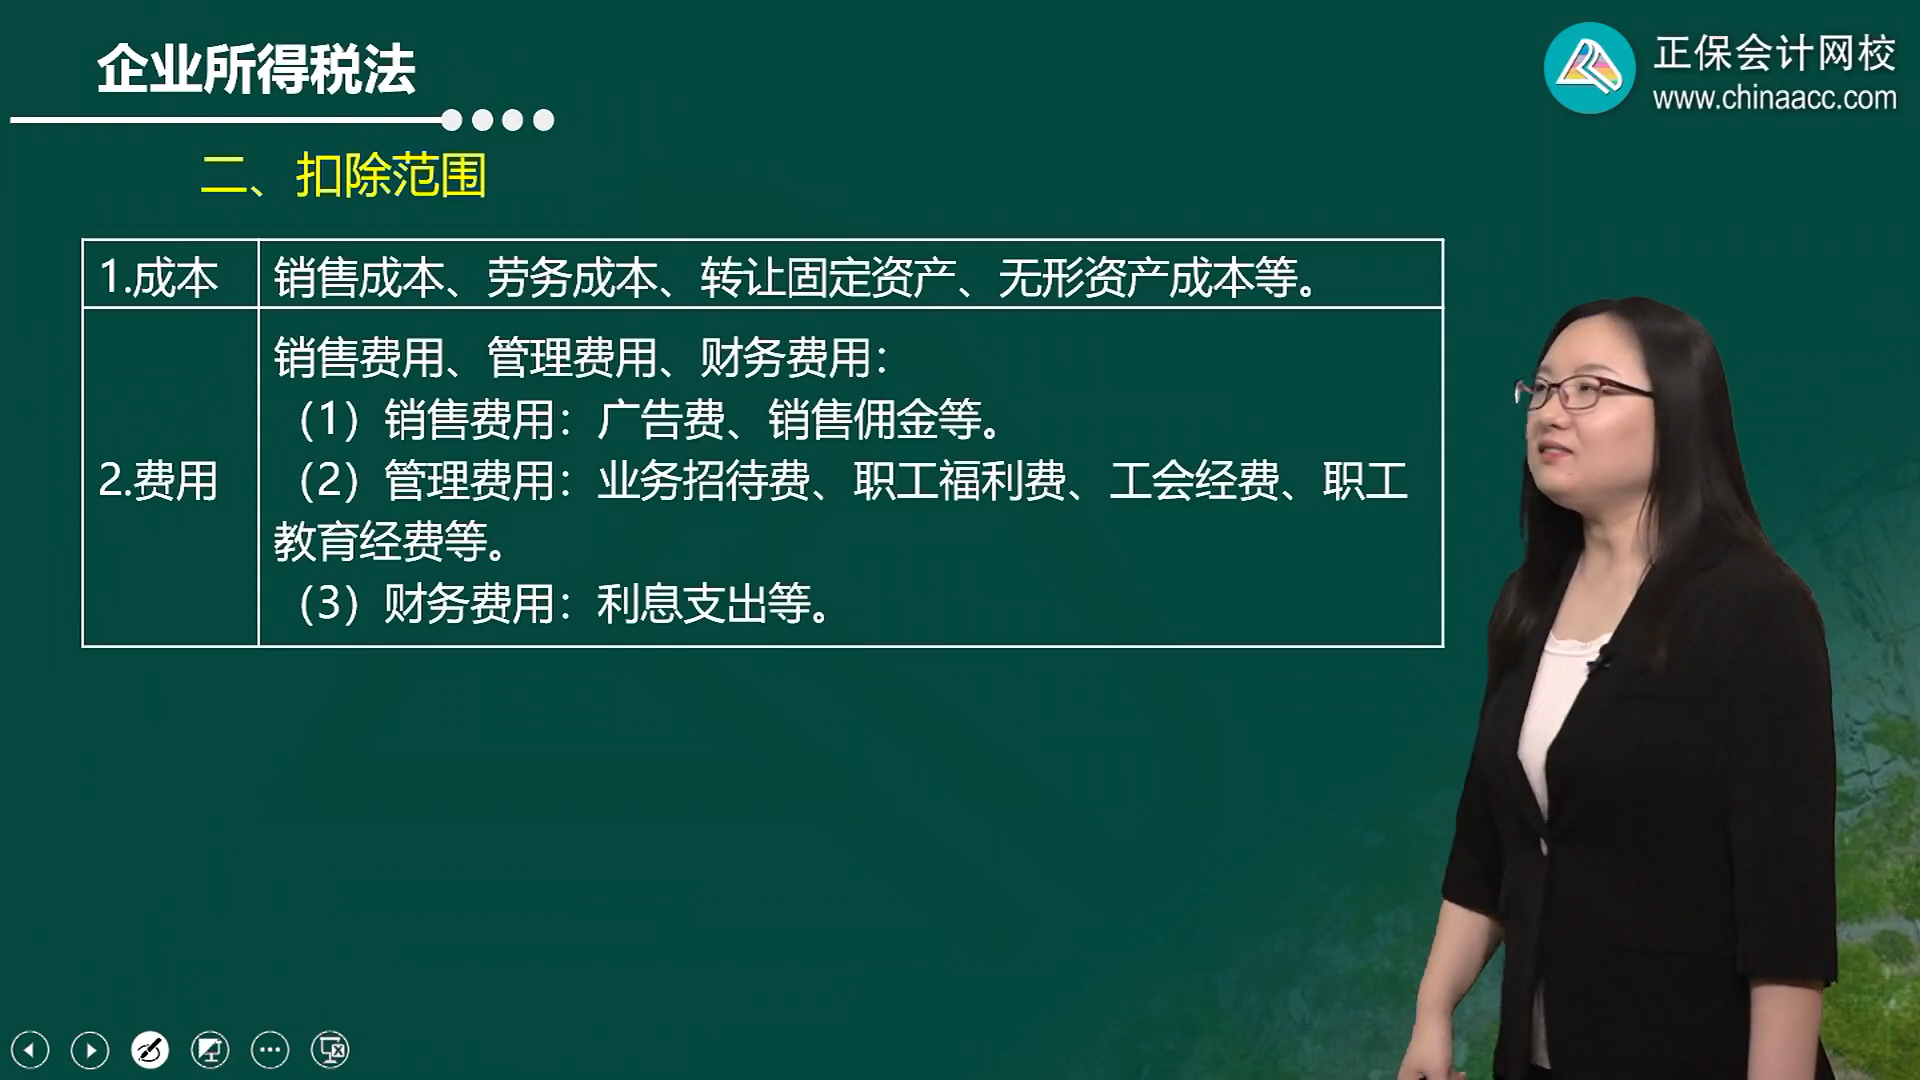 企业所得税法
正保会计网校
www.chinaacc.com
二、扣除范围
1.成本
销售成本、劳务成本、转让固定资产、无形资产成本等。
2.费用
销售费用、管理费用、财务费用：
（1）销售费用：广告费、销售佣金等。
（2）管理费用：业务招待费、职工福利费、工会经费、职工
教育经费等。
（3）财务费用：利息支出等。